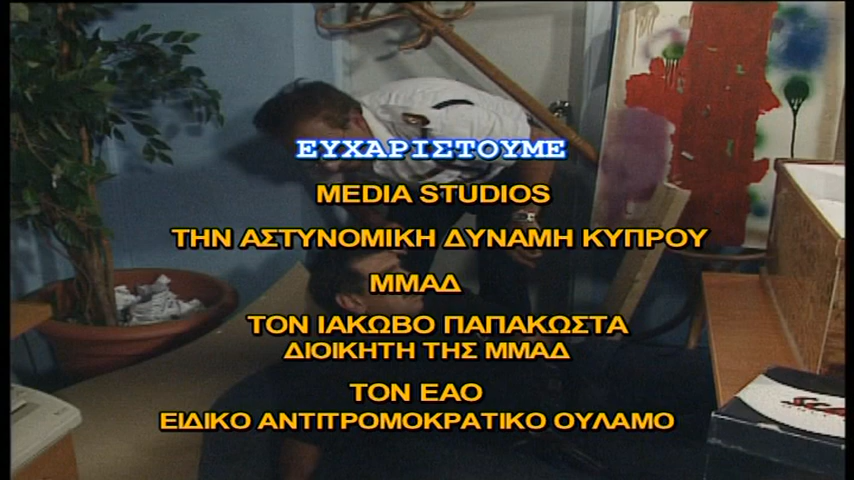 ΕΥΧΑΡΙΣΤΟΥΜΕ
MEDIA STUDIOS
ΤΗΝ ΑΣΤΥΝΟΜΙΚΗ ΔΥΝΑΜΗ ΚΥΠΡΟΥ
ΜΜΑΔ
ΤΟΝ ΙΑΚΩΒΟ ΠΑΠΑΚΩΣΤΑ
ΔΙΟΙΚΗΤΗ ΤΗΣ ΜΜΑΔ
ΤΟΝ ΕΑΟ
ΕΙΔΙΚΟ ΑΝΤΙΤΡΟΜΟΚΡΑΤΙΚΟ ΟΥΛΑΜΟ